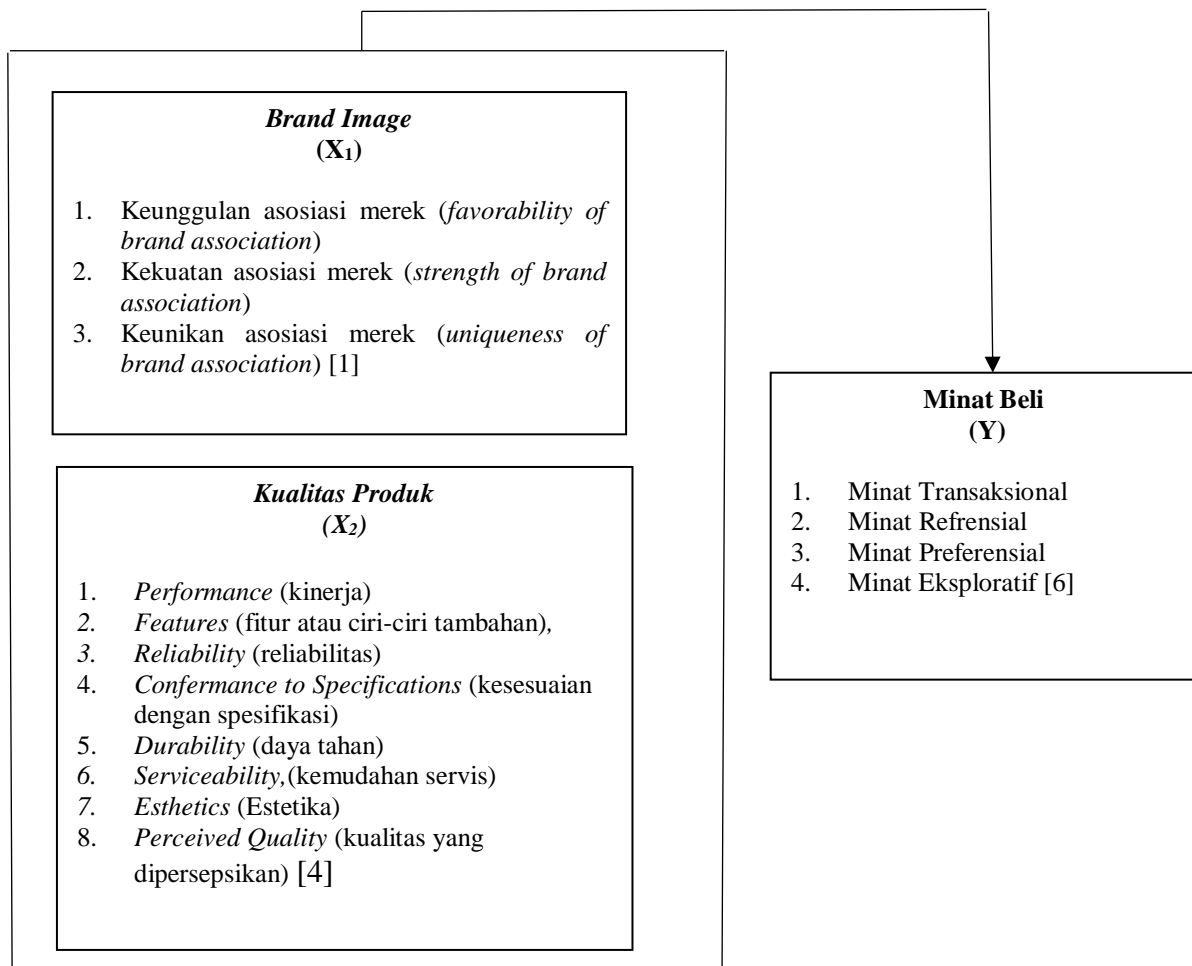 Brand Image
(X₁)
1. Keunggulan asosiasi merek (favorability of
brand association)
2. Kekuatan asosiasi merek (strength of brand
association)
3. Keunikan asosiasi merek (uniqueness of
brand association) [1]
Kualitas Produk
(X₂)
1. Performance (kinerja)
2. Features (fitur atau ciri-ciri tambahan),
3. Reliability (reliabilitas)
4. Confermance to Specifications (kesesuaian
dengan spesifikasi)
5. Durability (daya tahan)
6. Serviceability,(kemudahan servis)
7. Esthetics (Estetika)
8. Perceived Quality (kualitas yang
dipersepsikan) [4]
Minat Beli
(Y)
1. Minat Transaksional
2. Minat Refrensial
3. Minat Preferensial
4. Minat Eksploratif [6]